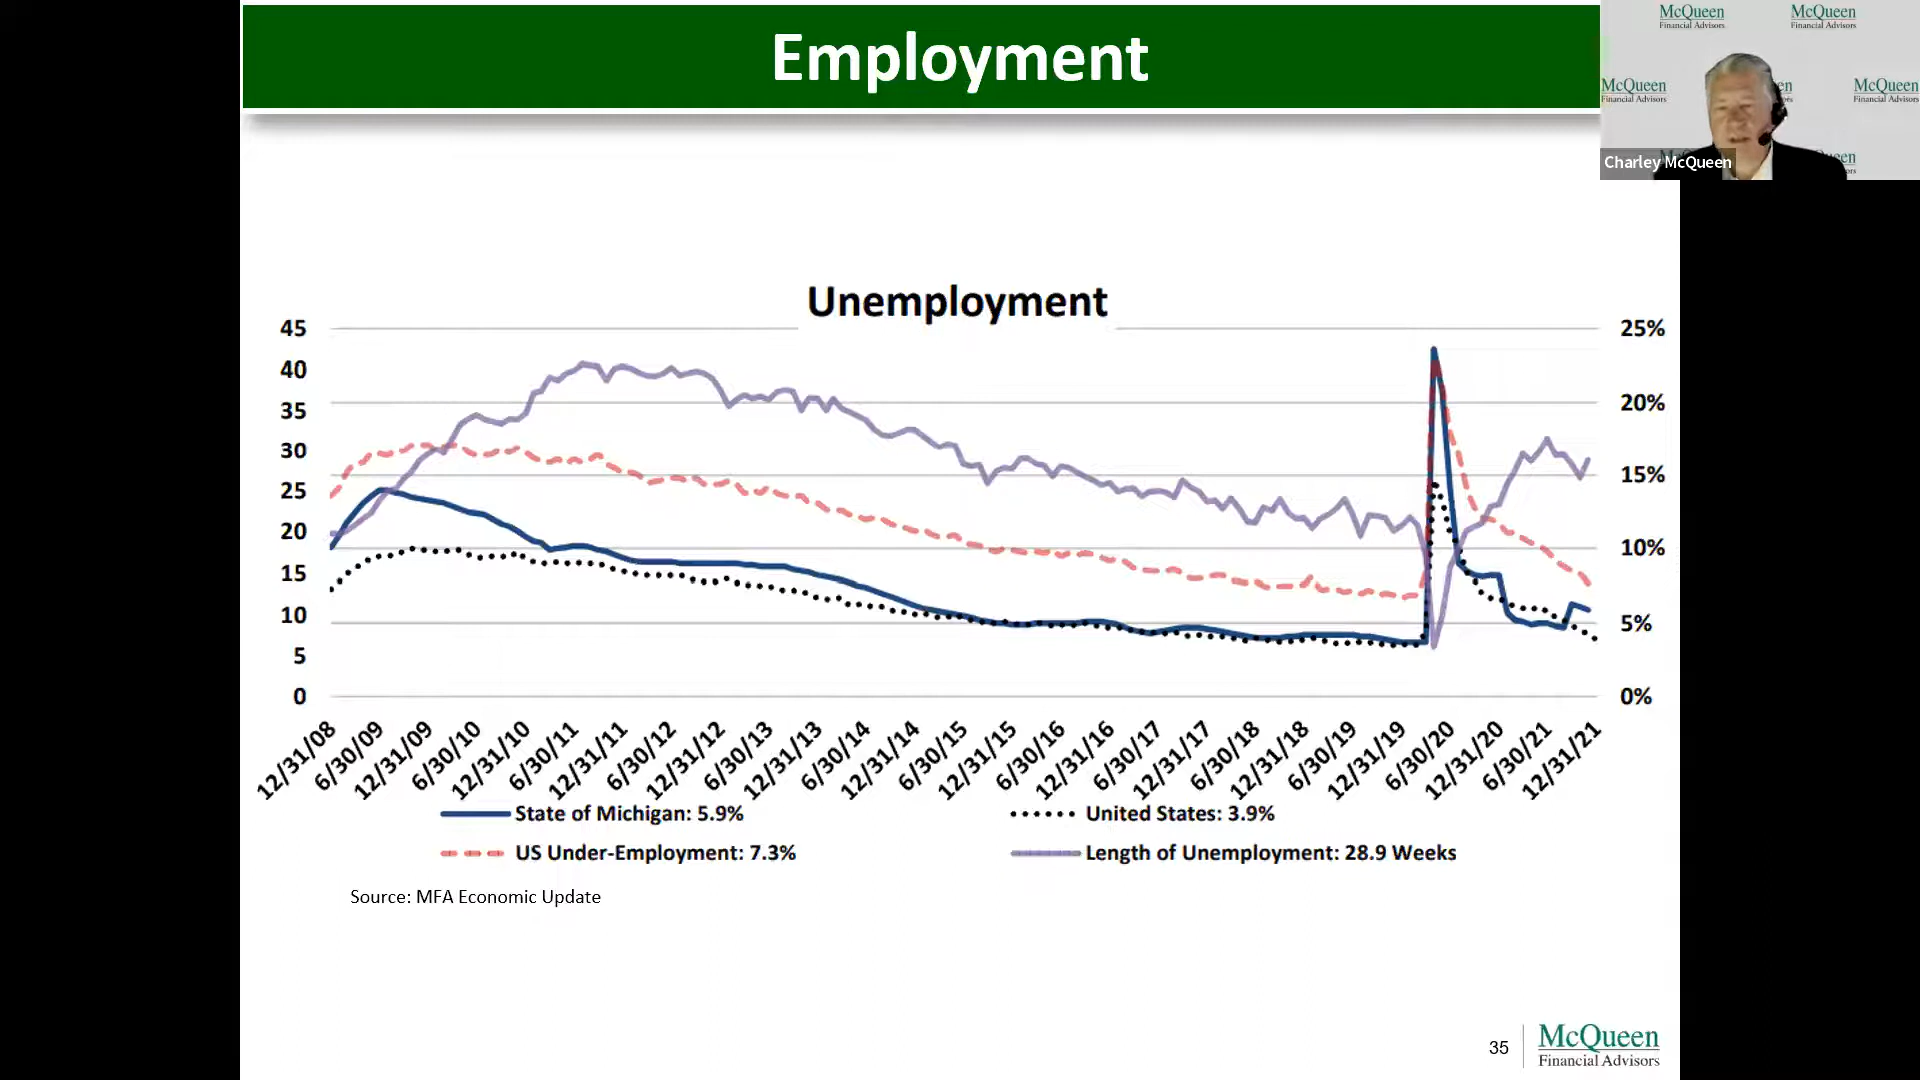 Employment
McQueen
Financial Advisors
McQueen
Financial Advisors
McQueen
Financial Advisors
McQueen
Financial Advisors
Charley McQueen
Unemployment
45
40
35
30
25
20
15
10
5
0
25%
20%
15%
10%
5%
0%
12/31/08
6/30/09
12/31/09
6/30/10
12/31/10
6/30/11
12/31/11
6/30/12
12/31/12
6/30/13
12/31/13
6/30/14
12/31/14
6/30/15
12/31/15
6/30/16
12/31/16
6/30/17
12/31/17
6/30/18
12/31/18
6/30/19
12/31/19
6/30/20
12/31/20
6/30/21
12/31/21
State of Michigan: 5.9%
United States: 3.9%
US Under-Employment: 7.3%
Length of Unemployment: 28.9 Weeks
Source: MFA Economic Update
35
McQueen
Financial Advisors